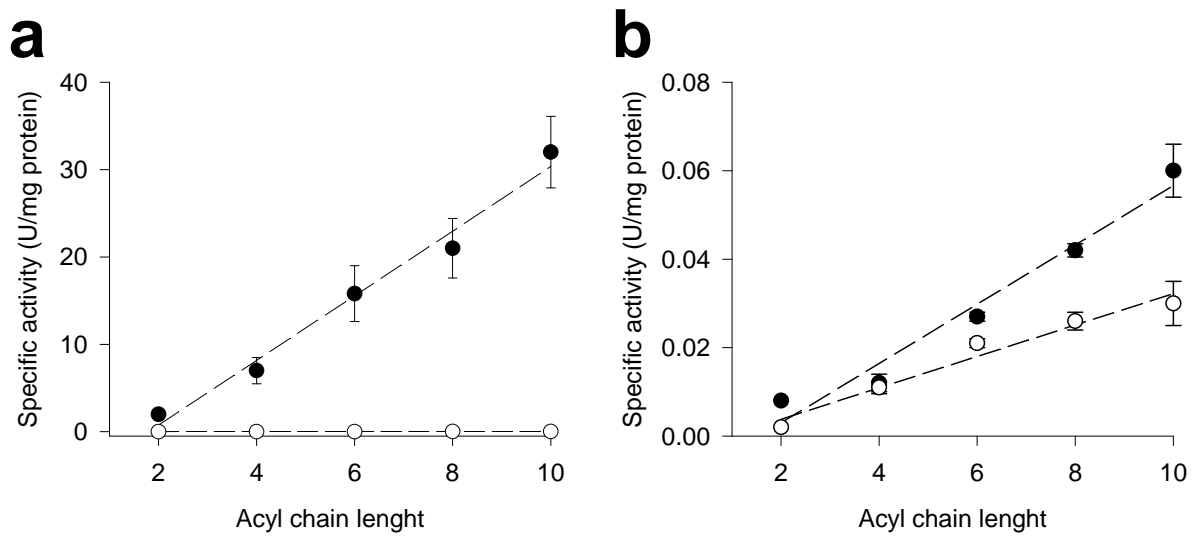 a
Specific activity (U/mg protein)
40
30
20
10
0
2 4 6 8 10
Acyl chain lenght
b
Specific activity (U/mg protein)
0.08
0.06
0.04
0.02
0.00
2 4 6 8 10
Acyl chain lenght